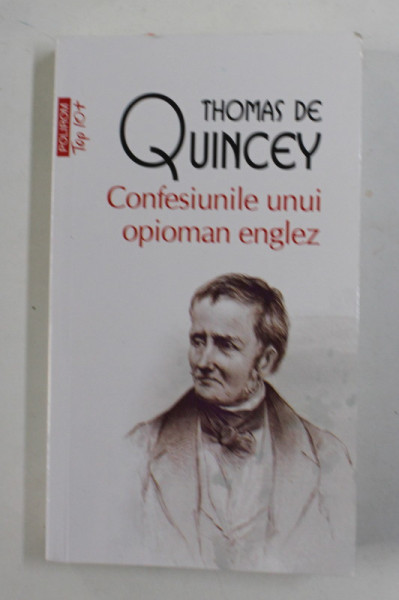 POLIROM
Top 10+
THOMAS DE
QUINCEY
Confesiunile unui
opioman englez